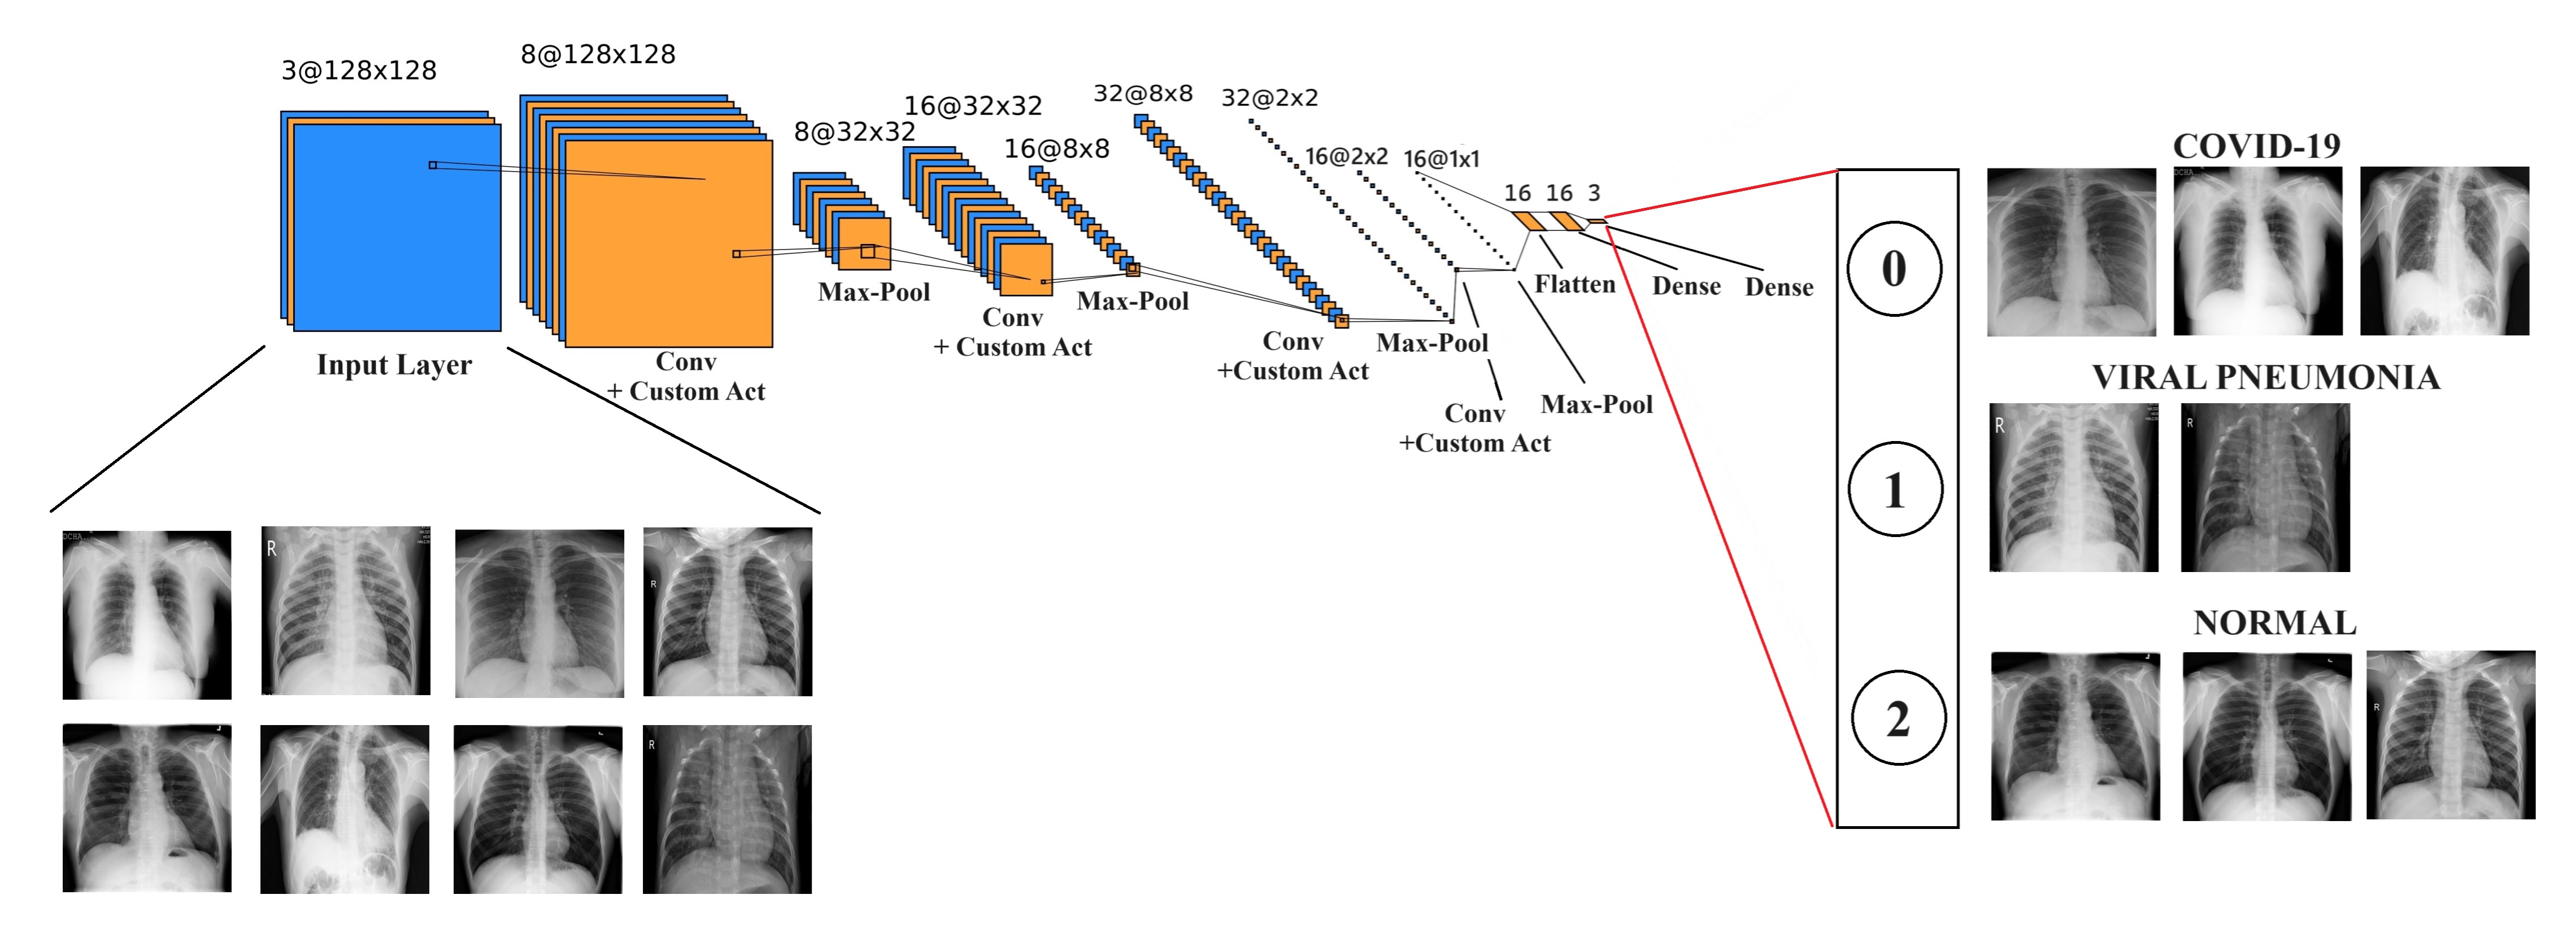 3@128x128
8@128x128
8@32x32
16@32x32
16@8x8
32@8x8
32@2x2
16@2x2
16@1x1
16 16 3
Input Layer
Conv
+ Custom Act
Max-Pool
Conv
+ Custom Act
Max-Pool
Conv
+Custom Act
Max-Pool
Conv
+Custom Act
Max-Pool
Flatten
Dense
Dense
0
1
2
COVID-19
DCHA
VIRAL PNEUMONIA
R
R
NORMAL
R
DCHA
R
R
R